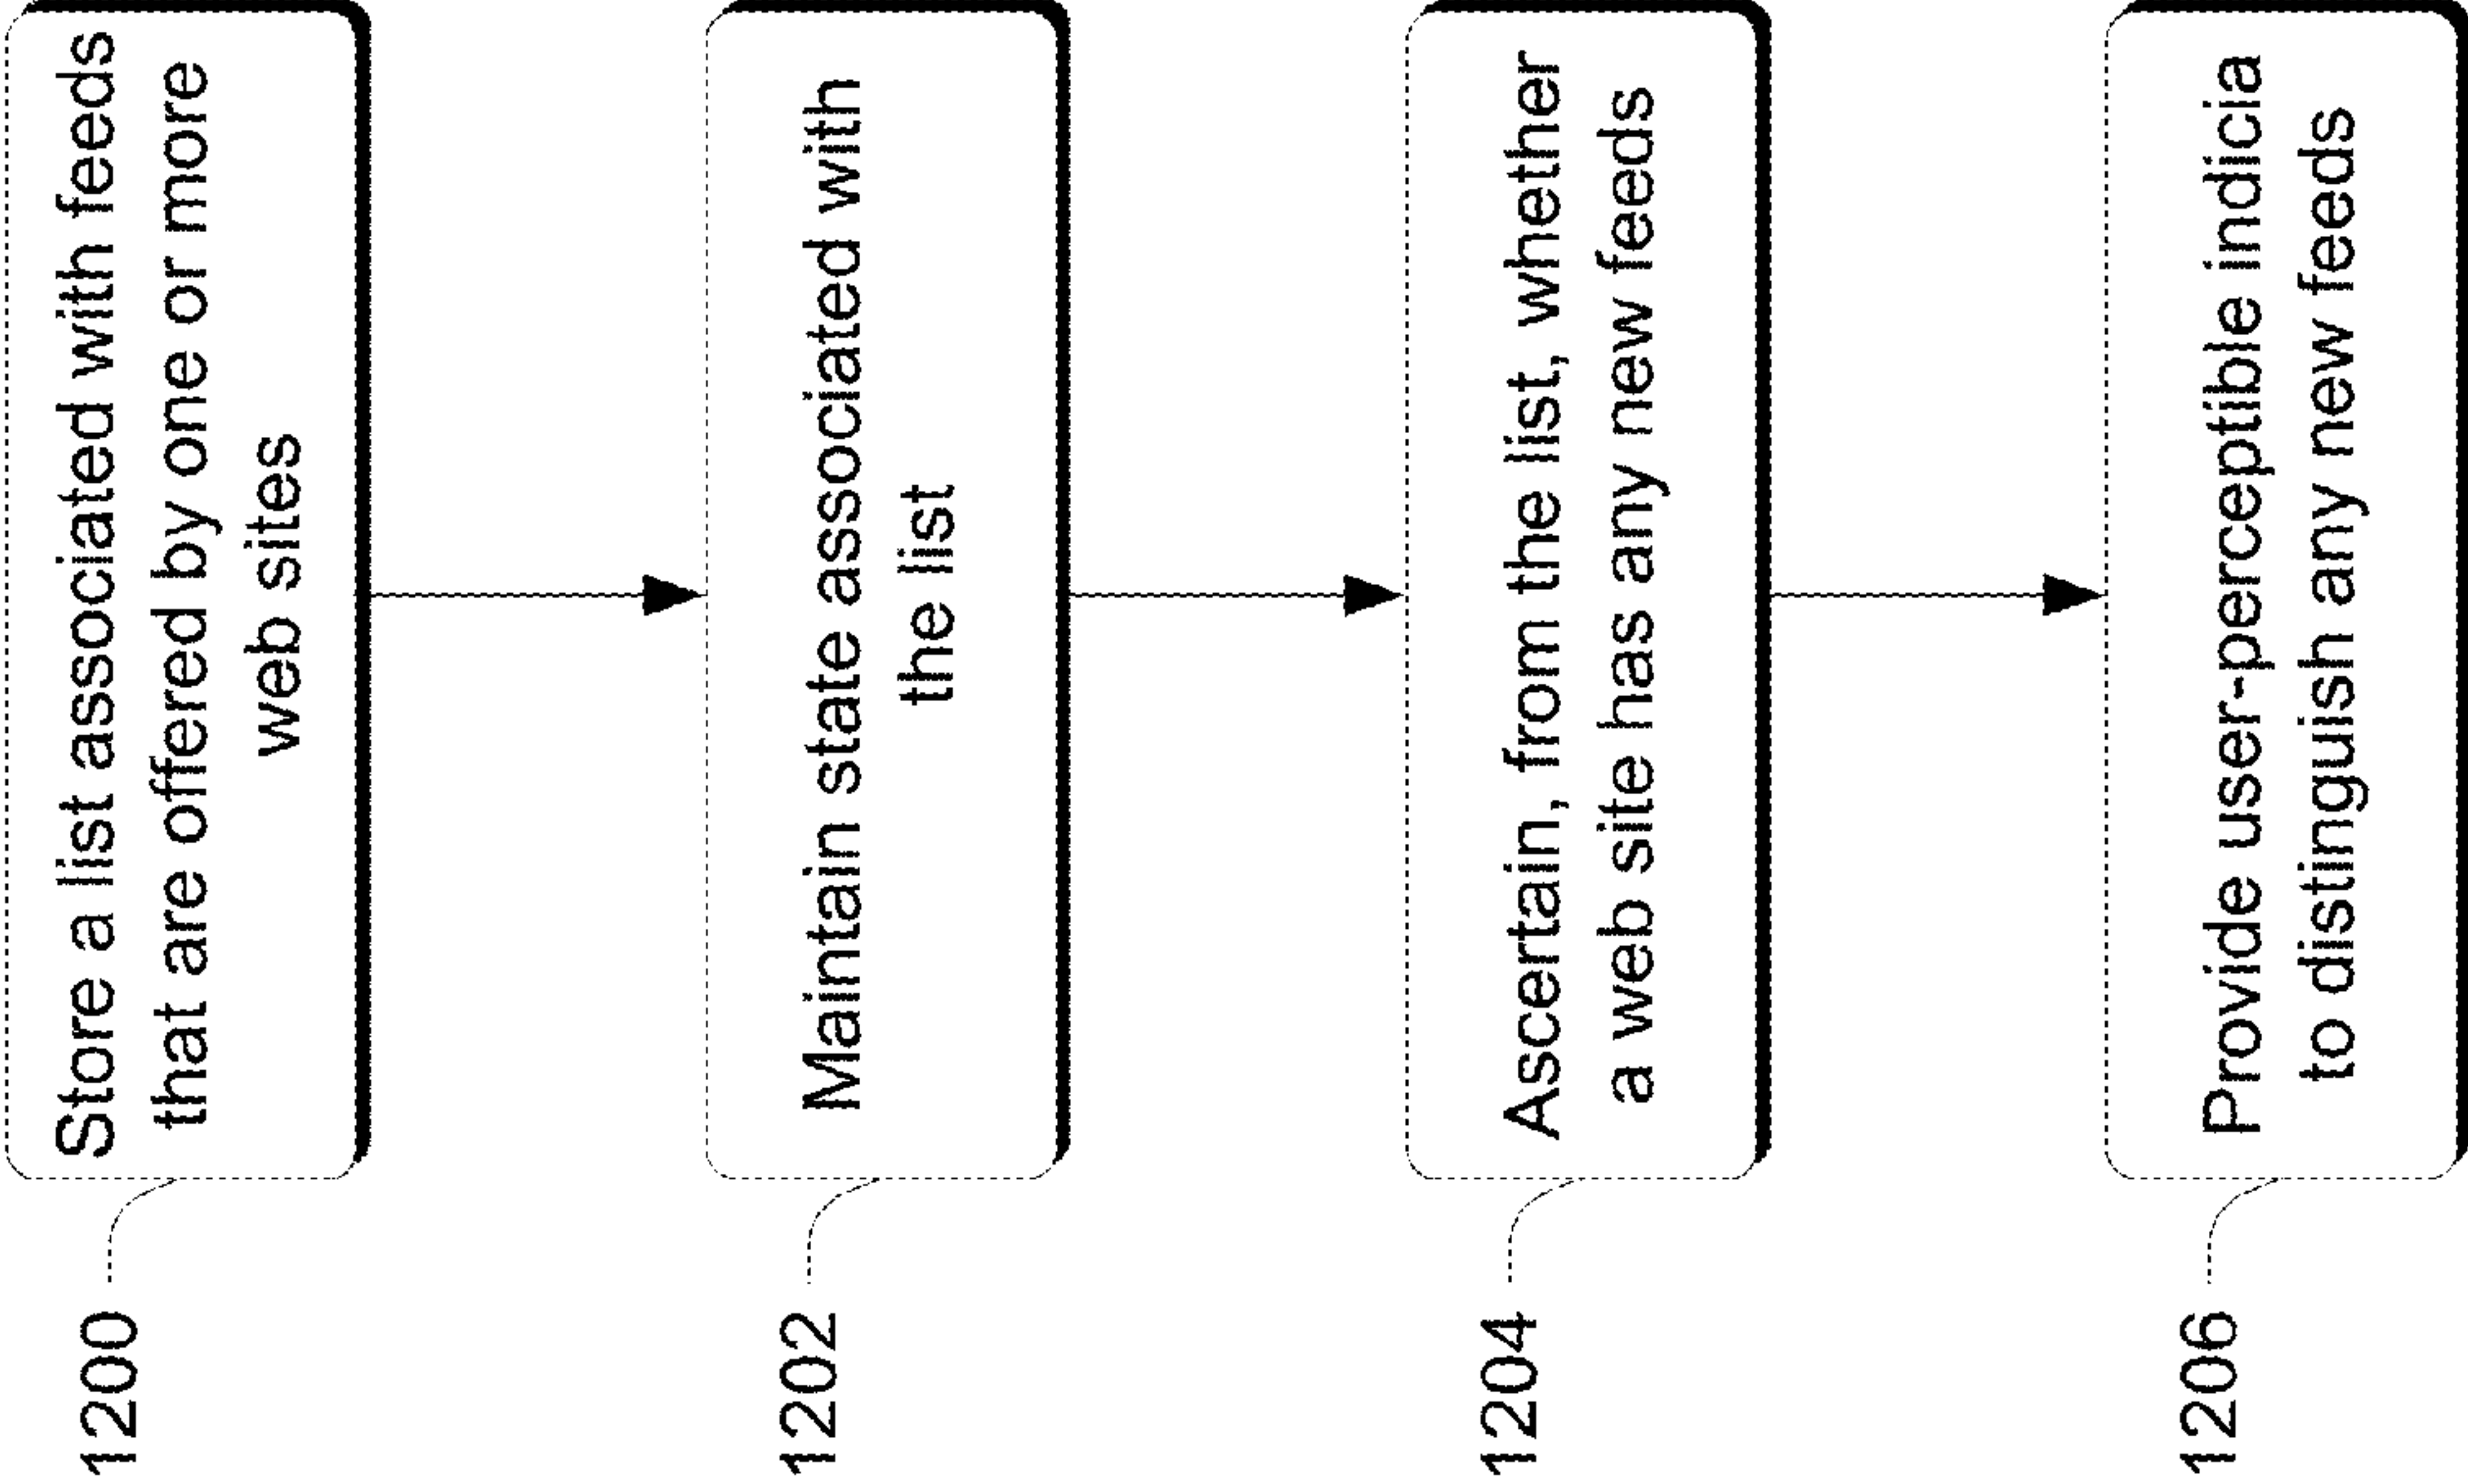 1200
Store a list associated with feeds
that are offered by one or more
web sites
1202
Maintain state associated with
the list
1204
Ascertain, from the list, whether
a web site has any new feeds
1206
Provide user-perceptible indicia
to distinguish any new feeds